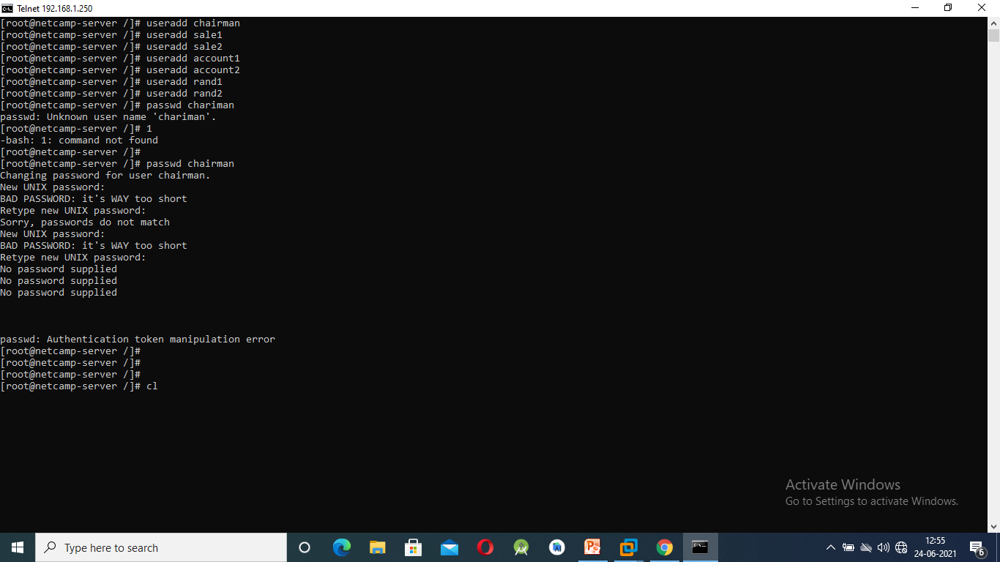 Telnet 192.168.1.250
[root@netcamp-server /]# useradd chairman
[root@netcamp-server /]# useradd sale1
[root@netcamp-server /]# useradd sale2
[root@netcamp-server /]# useradd account1
[root@netcamp-server /]# useradd account2
[root@netcamp-server /]# useradd rand1
[root@netcamp-server /]# useradd rand2
[root@netcamp-server /]# passwd chariman
passwd: Unknown user name 'chariman'.
[root@netcamp-server /]# 1
-bash: 1: command not found
[root@netcamp-server /]#
[root@netcamp-server /]# passwd chairman
Changing password for user chairman.
New UNIX password:
BAD PASSWORD: it's WAY too short
Retype new UNIX password:
Sorry, passwords do not match
New UNIX password:
BAD PASSWORD: it's WAY too short
Retype new UNIX password:
No password supplied
No password supplied
No password supplied
passwd: Authentication token manipulation error
[root@netcamp-server /]#
[root@netcamp-server /]#
[root@netcamp-server /]#
[root@netcamp-server /]# cl
Activate Windows
Go to Settings to activate Windows.
Type here to search
12:55
24-06-2021
6